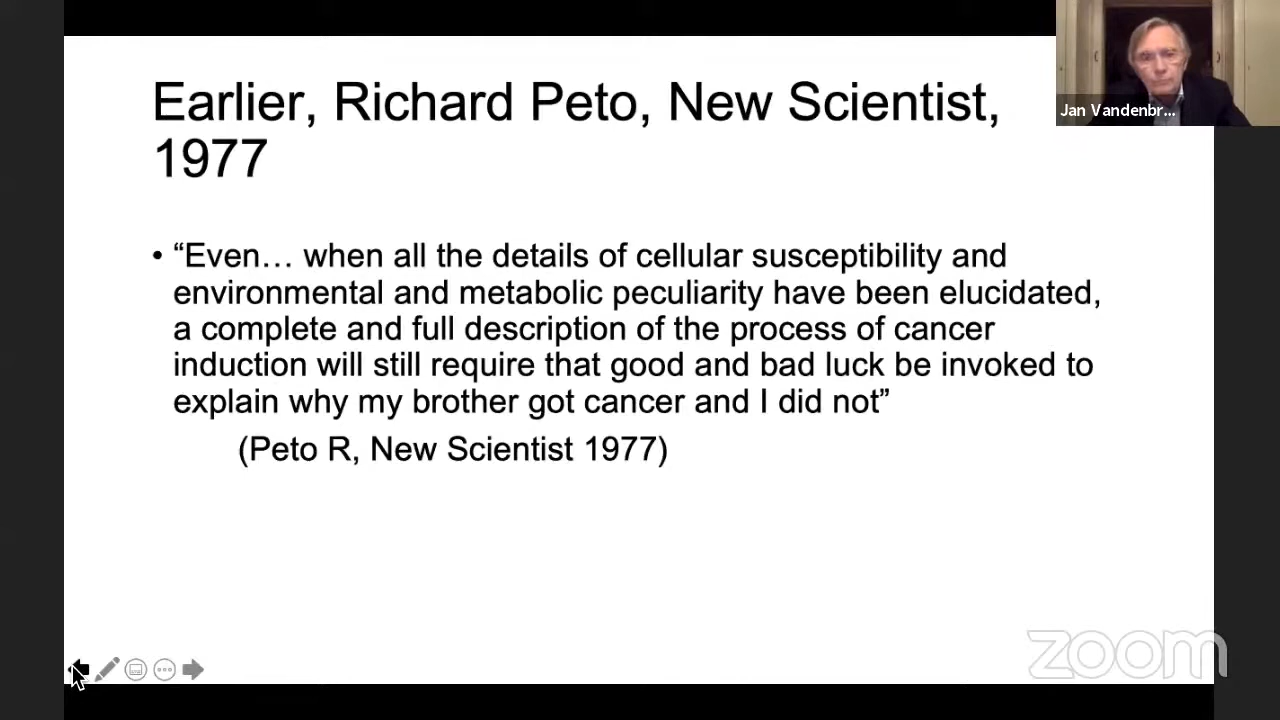 Earlier, Richard Peto, New Scientist,
1977
Jan Vandenbr...
• “Even… when all the details of cellular susceptibility and
environmental and metabolic peculiarity have been elucidated,
a complete and full description of the process of cancer
induction will still require that good and bad luck be invoked to
explain why my brother got cancer and I did not”
(Peto R, New Scientist 1977)
zoom